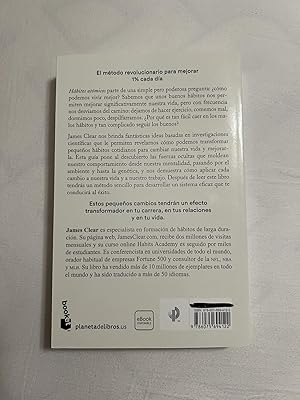 El método revolucionario para mejorar
1% cada día
Hábitos atómicos parte de una simple pero poderosa pregunta: ¿cómo
podemos vivir mejor? Sabemos que unos buenos hábitos nos per-
miten mejorar significativamente nuestra vida, pero con frecuencia
nos desviamos del camino: dejamos de hacer ejercicio, comemos mal,
dormimos poco, despilfarramos. ¿Por qué es tan fácil caer en los ma-
los hábitos y tan complicado seguir los buenos?
James Clear nos brinda fantásticas ideas basadas en investigaciones
científicas que le permiten revelarnos cómo podemos transformar
pequeños hábitos cotidianos para cambiar nuestra vida y mejorar-
la. Esta guía pone al descubierto las fuerzas ocultas que moldean
nuestro comportamiento desde nuestra mentalidad, pasando por el
ambiente y hasta la genética, y nos demuestra cómo aplicar cada
cambio a nuestra vida y a nuestro trabajo. Después de leer este libro
tendrás un método sencillo para desarrollar un sistema eficaz que te
conducirá al éxito.
Estos pequeños cambios tendrán un efecto
transformador en tu carrera, en tus relaciones
y en tu vida.
James Clear es especialista en formación de hábitos de larga dura-
ción. Su página web, JamesClear.com, recibe dos millones de visitas
mensuales y su curso online Habits Academy es seguido por miles
de estudiantes. Es conferencista en universidades de todo el mundo,
orador habitual de empresas Fortune 500 y consultor de la NFL, NBA
y MLB. Su libro ha vendido más de 10 millones de ejemplares en todo
el mundo y ha sido traducido a más de 50 idiomas.
booket
planetadelibros.us
eBook
DISPONIBLE
9 786075 694122